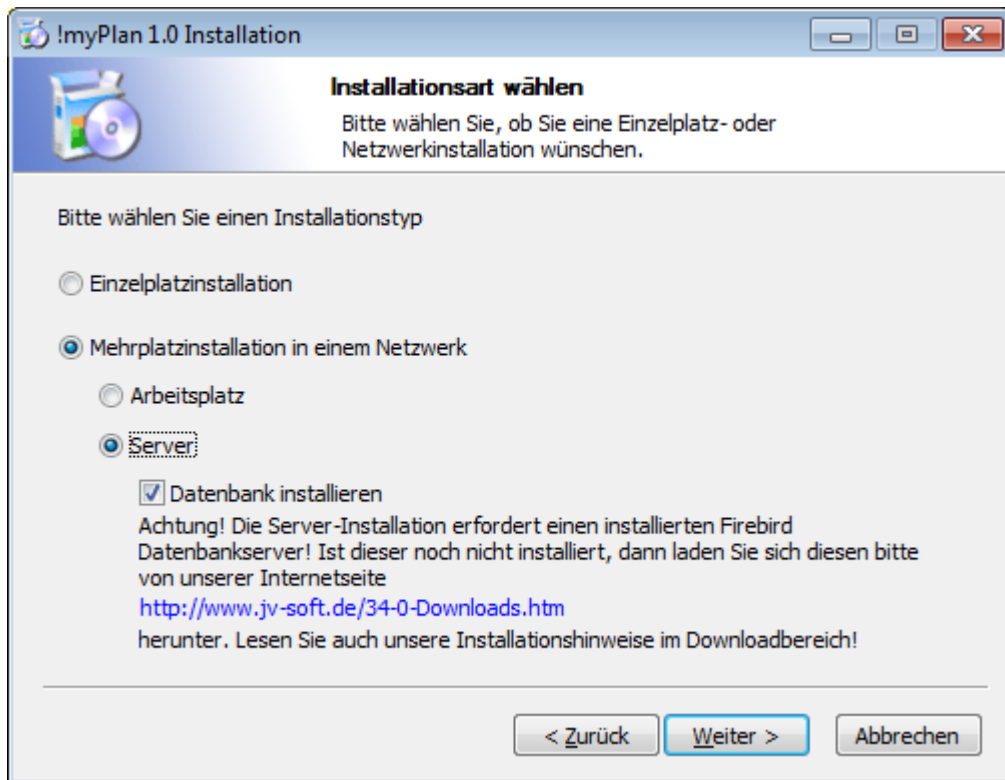 !myPlan 1.0 Installation
Installationsart wählen
Bitte wählen Sie, ob Sie eine Einzelplatz- oder
Netzwerkinstallation wünschen.
Bitte wählen Sie einen Installationstyp
Einzelplatzinstallation
Mehrplatzinstallation in einem Netzwerk
Arbeitsplatz
Server
Datenbank installieren
Achtung! Die Server-Installation erfordert einen installierten Firebird
Datenbankserver! Ist dieser noch nicht installiert, dann laden Sie sich diesen bitte
von unserer Internetseite
http://www.jv-soft.de/34-0-Downloads.htm
herunter. Lesen Sie auch unsere Installationshinweise im Downloadbereich!
< Zurück
Weiter >
Abbrechen